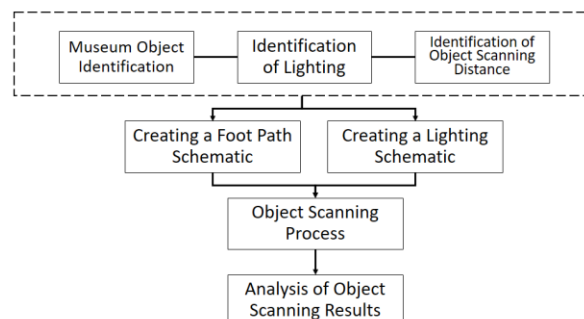 Museum Object
Identification
Identification
of Lighting
Identification of
Object Scanning
Distance
Creating a Foot Path
Schematic
Creating a Lighting
Schematic
Object Scanning
Process
Analysis of Object
Scanning Results